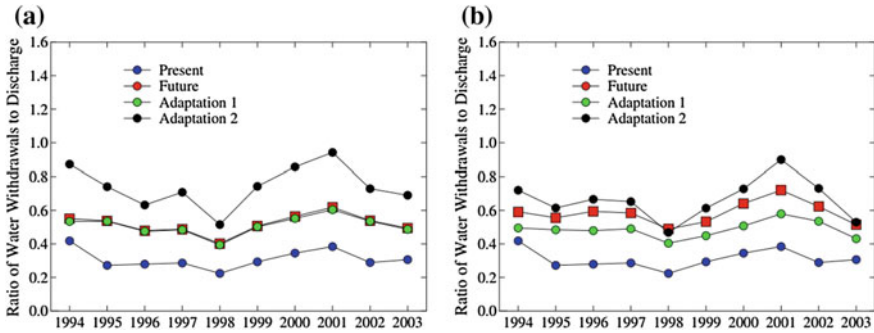 (a)
Ratio of Water Withdrawals to Discharge
1.6
1.4
1.2
1.0
0.8
0.6
0.4
0.2
0.0
Present
Future
Adaptation 1
Adaptation 2
1994 1995 1996 1997 1998 1999 2000 2001 2002 2003
(b)
Ratio of Water Withdrawals to Discharge
1.6
1.4
1.2
1.0
0.8
0.6
0.4
0.2
0.0
Present
Future
Adaptation 1
Adaptation 2
1994 1995 1996 1997 1998 1999 2000 2001 2002 2003